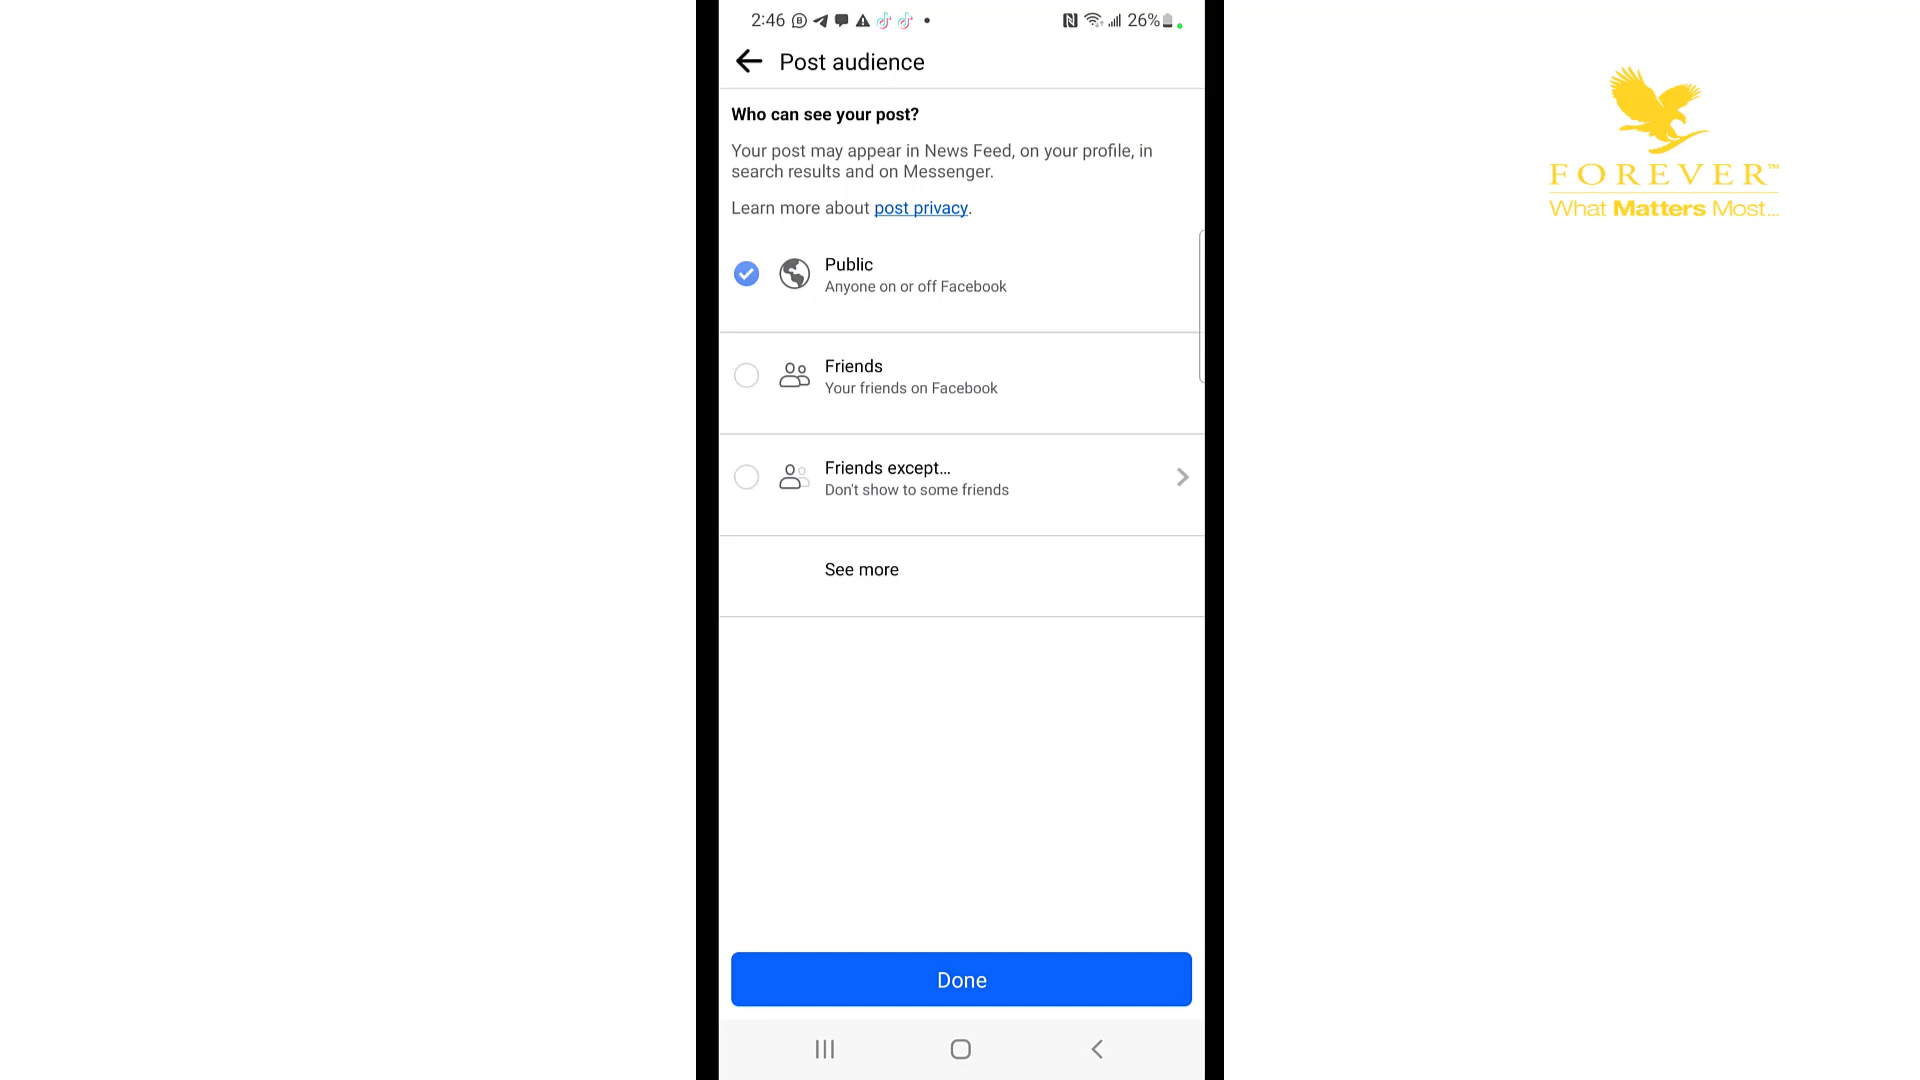 2:46
26%
Post audience
Who can see your post?
Your post may appear in News Feed, on your profile, in
search results and on Messenger.
Learn more about post privacy.
Public
Anyone on or off Facebook
Friends
Your friends on Facebook
Friends except...
Don't show to some friends
See more
Done
FOREVER™
What Matters Most...